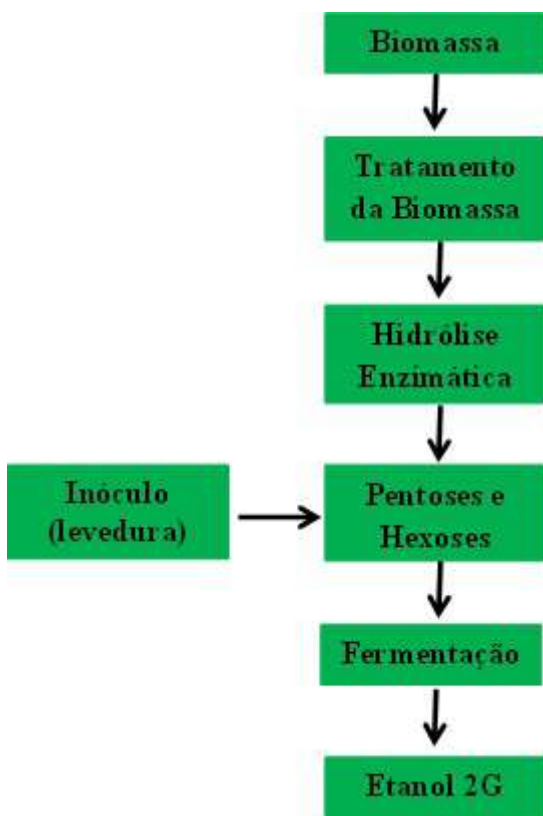 Biomassa
Tratamento
da Biomassa
Hidrólise
Enzimática
Inóculo
(levedura)
Pentoses e
Hexoses
Fermentação
Etanol 2G